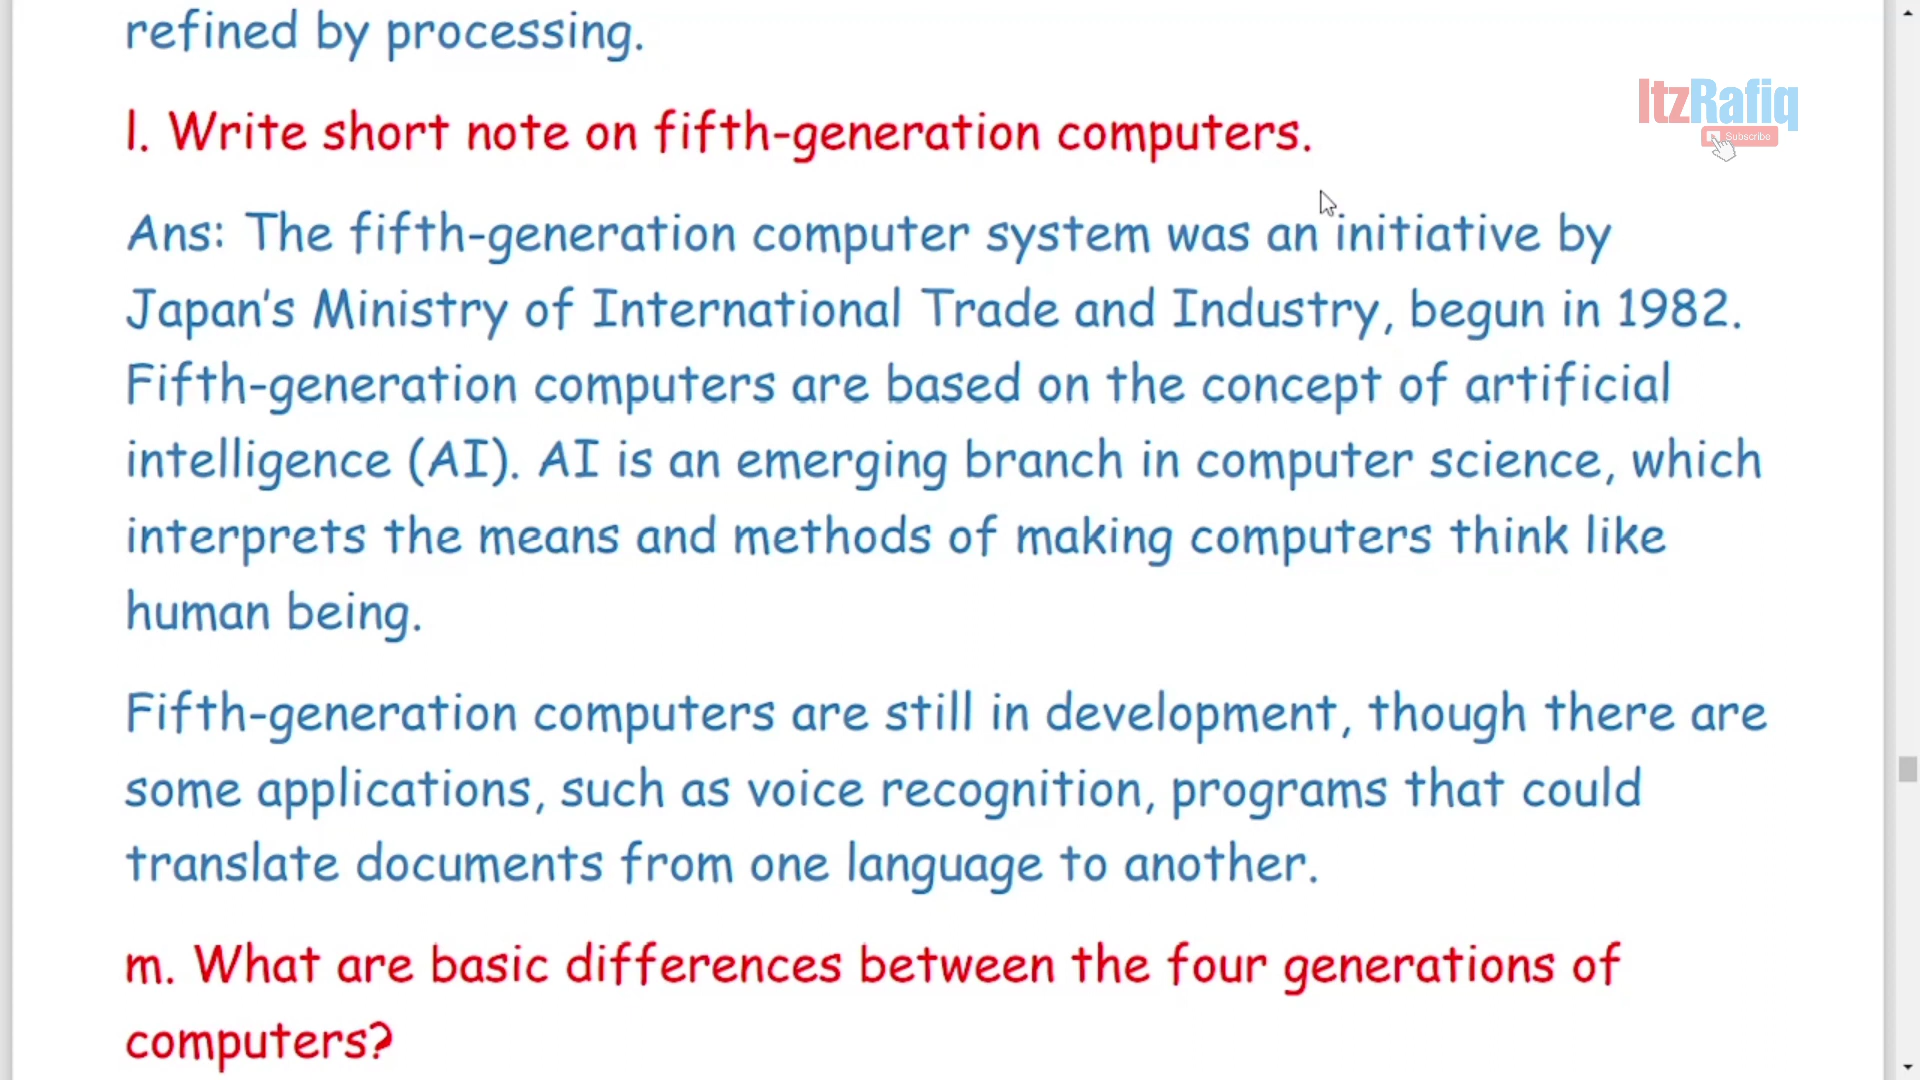 refined by processing.
ItzRafiq
Subscribe
l. Write short note on fifth-generation computers.
Ans: The fifth-generation computer system was an initiative by
Japan's Ministry of International Trade and Industry, begun in 1982.
Fifth-generation computers are based on the concept of artificial
intelligence (AI). AI is an emerging branch in computer science, which
interprets the means and methods of making computers think like
human being.
Fifth-generation computers are still in development, though there are
some applications, such as voice recognition, programs that could
translate documents from one language to another.
m. What are basic differences between the four generations of
computers?